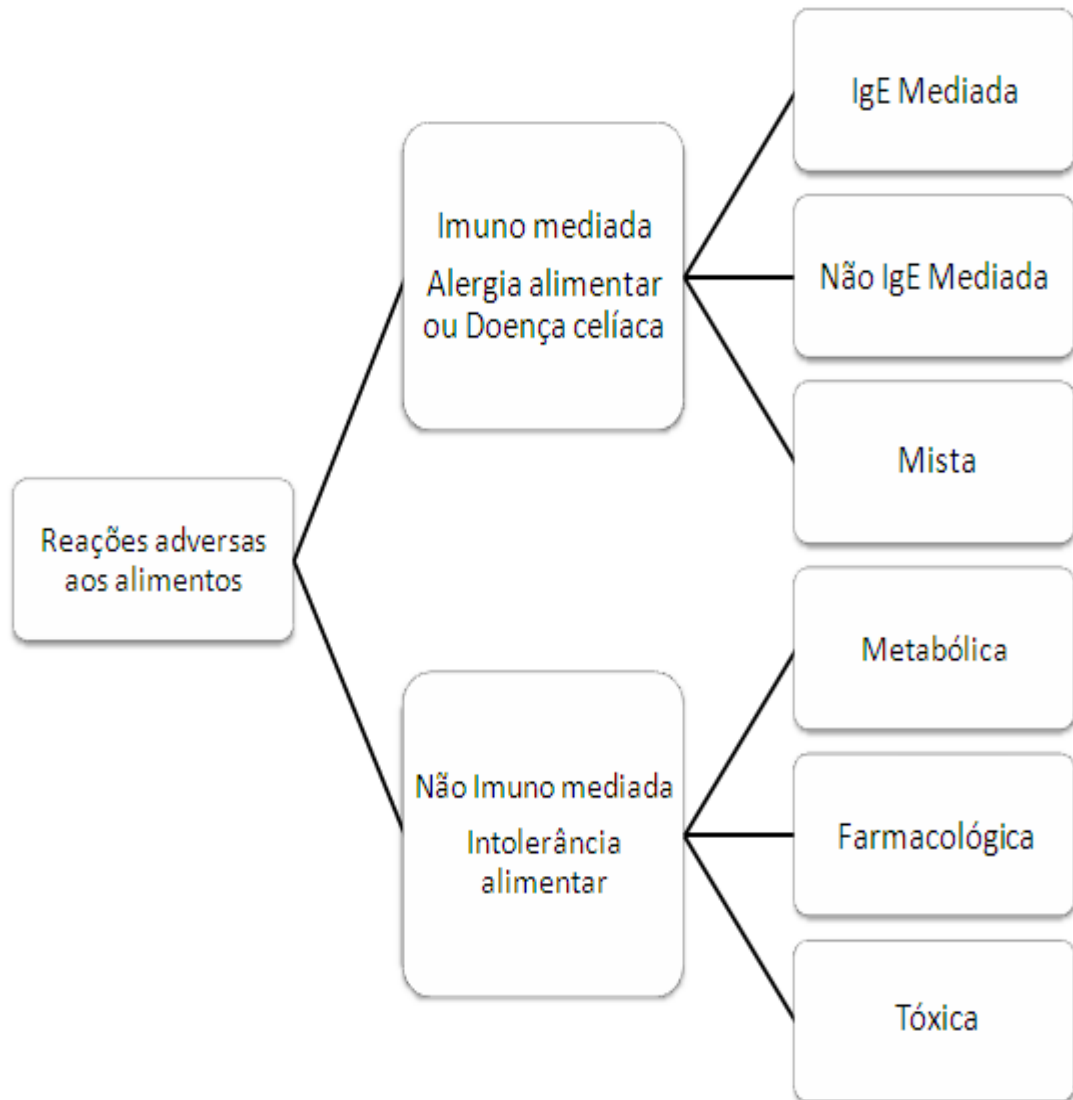 Reações adversas
aos alimentos
Imuno mediada
Alergia alimentar
ou Doença celíaca
IgE Mediada
Não IgE Mediada
Mista
Não Imuno mediada
Intolerância
alimentar
Metabólica
Farmacológica
Tóxica